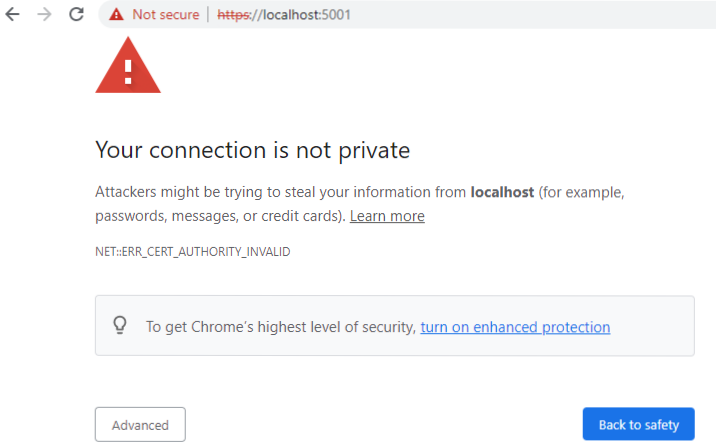 Not secure | https://localhost:5001
Your connection is not private
Attackers might be trying to steal your information from localhost (for example,
passwords, messages, or credit cards). Learn more
NET::ERR_CERT_AUTHORITY_INVALID
To get Chrome's highest level of security, turn on enhanced protection
Advanced
Back to safety